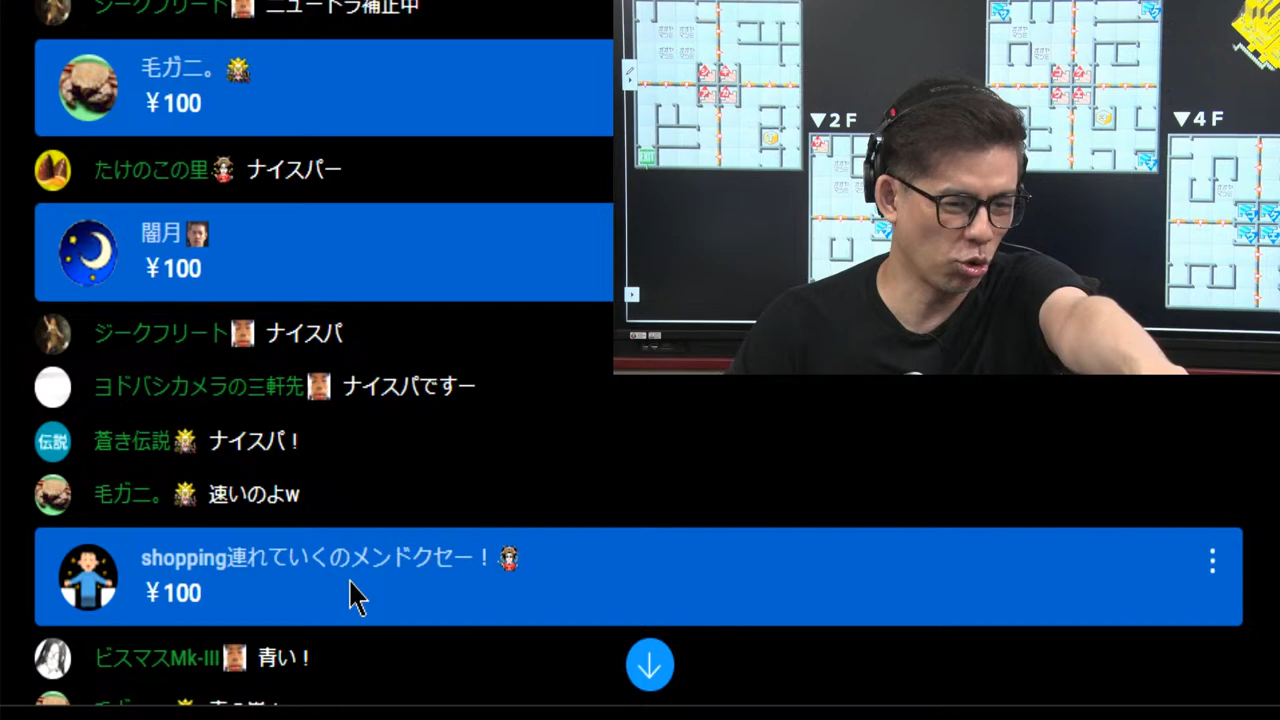 ジークフリート ニュートラ補正中
毛ガニ。
￥100
たけのこの里 ナイスパー
闇月
￥100
ジークフリート ナイスパ
ヨドバシカメラの三軒先 ナイスパですー
伝説 蒼き伝説 ナイスパ！
毛ガニ。 速いのよw
shopping連れていくのメンドクセー！
￥100
ビスマスMk-III 青い！
▼2F
▼4F